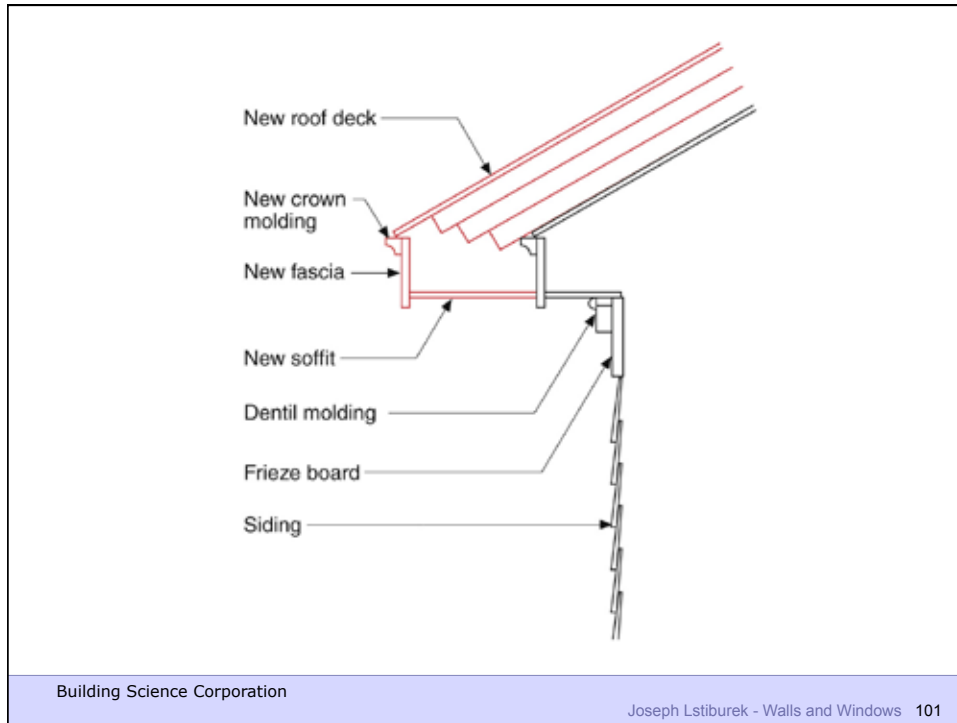 New roof deck
New crown
molding
New fascia
New soffit
Dentil molding
Frieze board
Siding
Building Science Corporation
Joseph Lstiburek - Walls and Windows 101